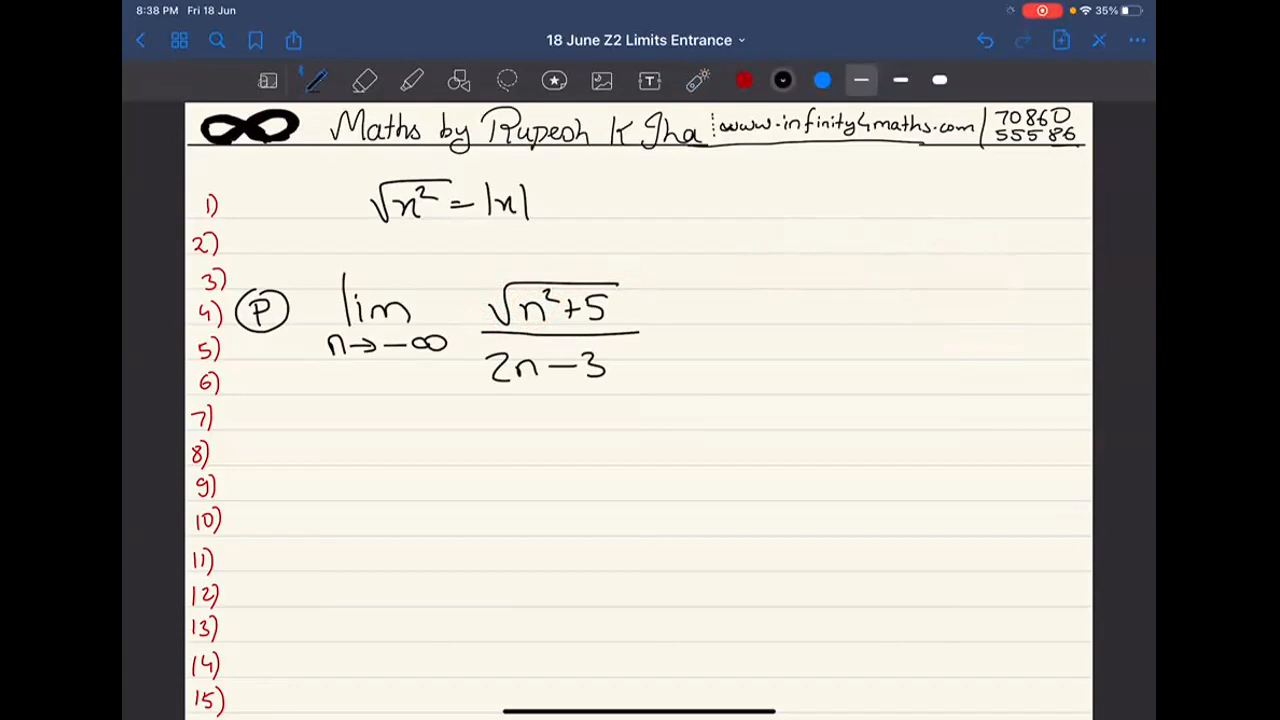 8:38 PM Fri 18 Jun
35%
18 June Z2 Limits Entrance
T
Maths by Rupesh K Jha www.infinity4maths.com / 70860
55586
1) √n² = |n|
2)
3)
4) P lim √n²+5
5) n→-∞ 2n-3
6)
7)
8)
9)
10)
11)
12)
13)
14)
15)